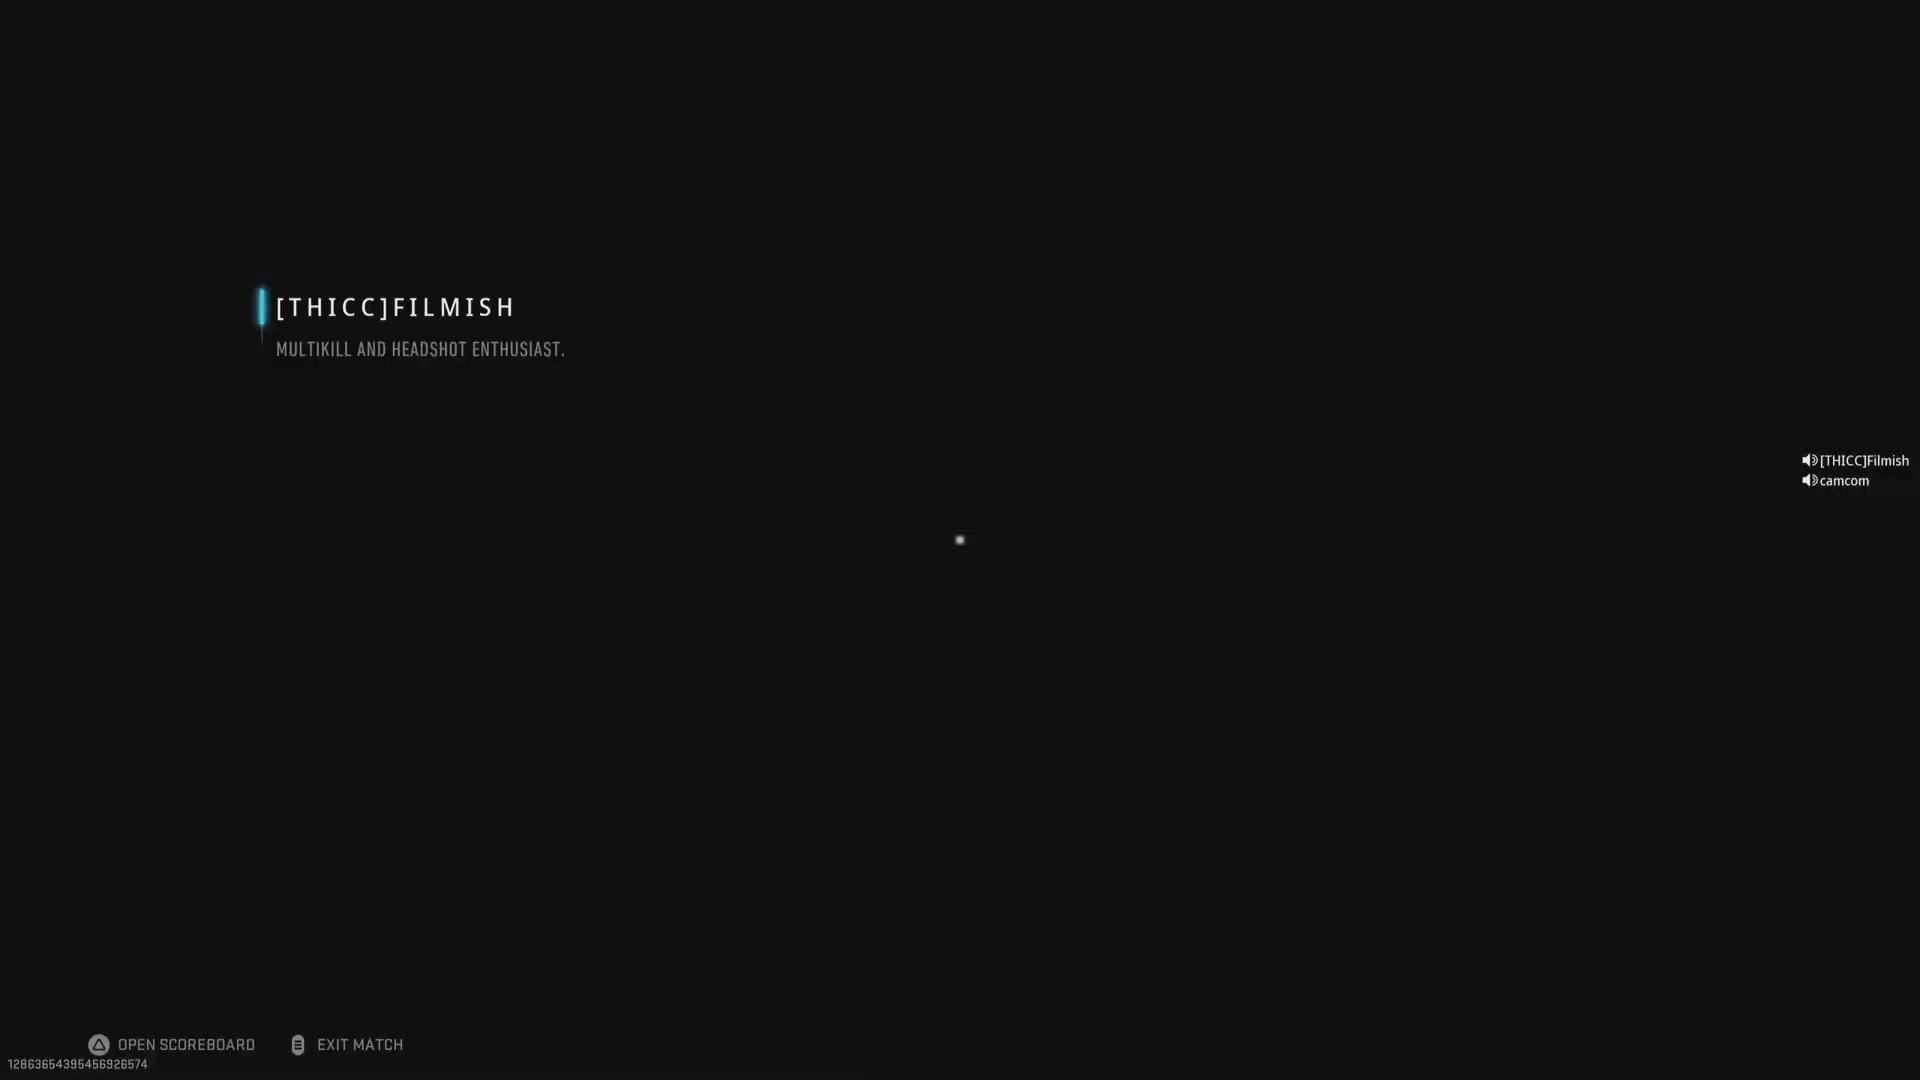 [THICC]FILMISH
MULTIKILL AND HEADSHOT ENTHUSIAST.
[THICC]Filmish
camcom
OPEN SCOREBOARD
EXIT MATCH
12863654395456926574